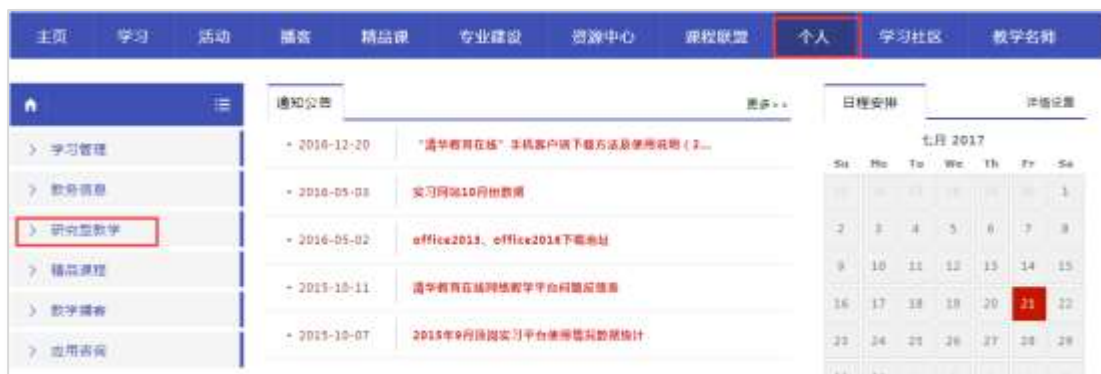 主页 学习 活动 播客 精品课 专业建设 资源中心 课程联盟 个人 学习社区 教学名师
通知公告 更多>> 日程安排 详细设置
七月 2017
Su Mo Tu We Th Fr Sa
> 学习管理
> 教务信息
> 研究型教学
> 精品课程
> 教学播客
> 应用咨询
• 2016-12-20 “清华教育在线”手机客户端下载方法及使用说明(2...
• 2016-05-03 实习网站10月份数据
• 2016-05-02 office2013、office2016下载地址
• 2015-10-11 清华教育在线网络教学平台问题反馈表
• 2015-10-07 2015年9月顶岗实习平台使用情况数据统计
1
2 3 4 5 6 7 8
9 10 11 12 13 14 15
16 17 18 19 20 21 22
23 24 25 26 27 28 29